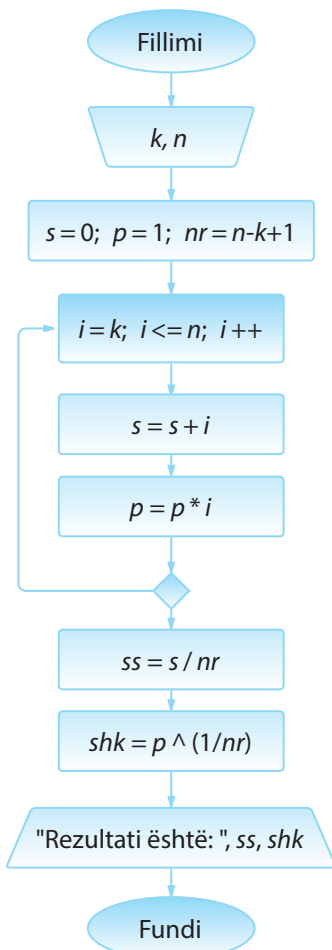 Fillimi
k, n
s = 0; p = 1; nr = n-k+1
i = k; i <= n; i ++
s = s + i
p = p * i
ss = s / nr
shk = p ^ (1/nr)
"Rezultati është: ", ss, shk
Fundi